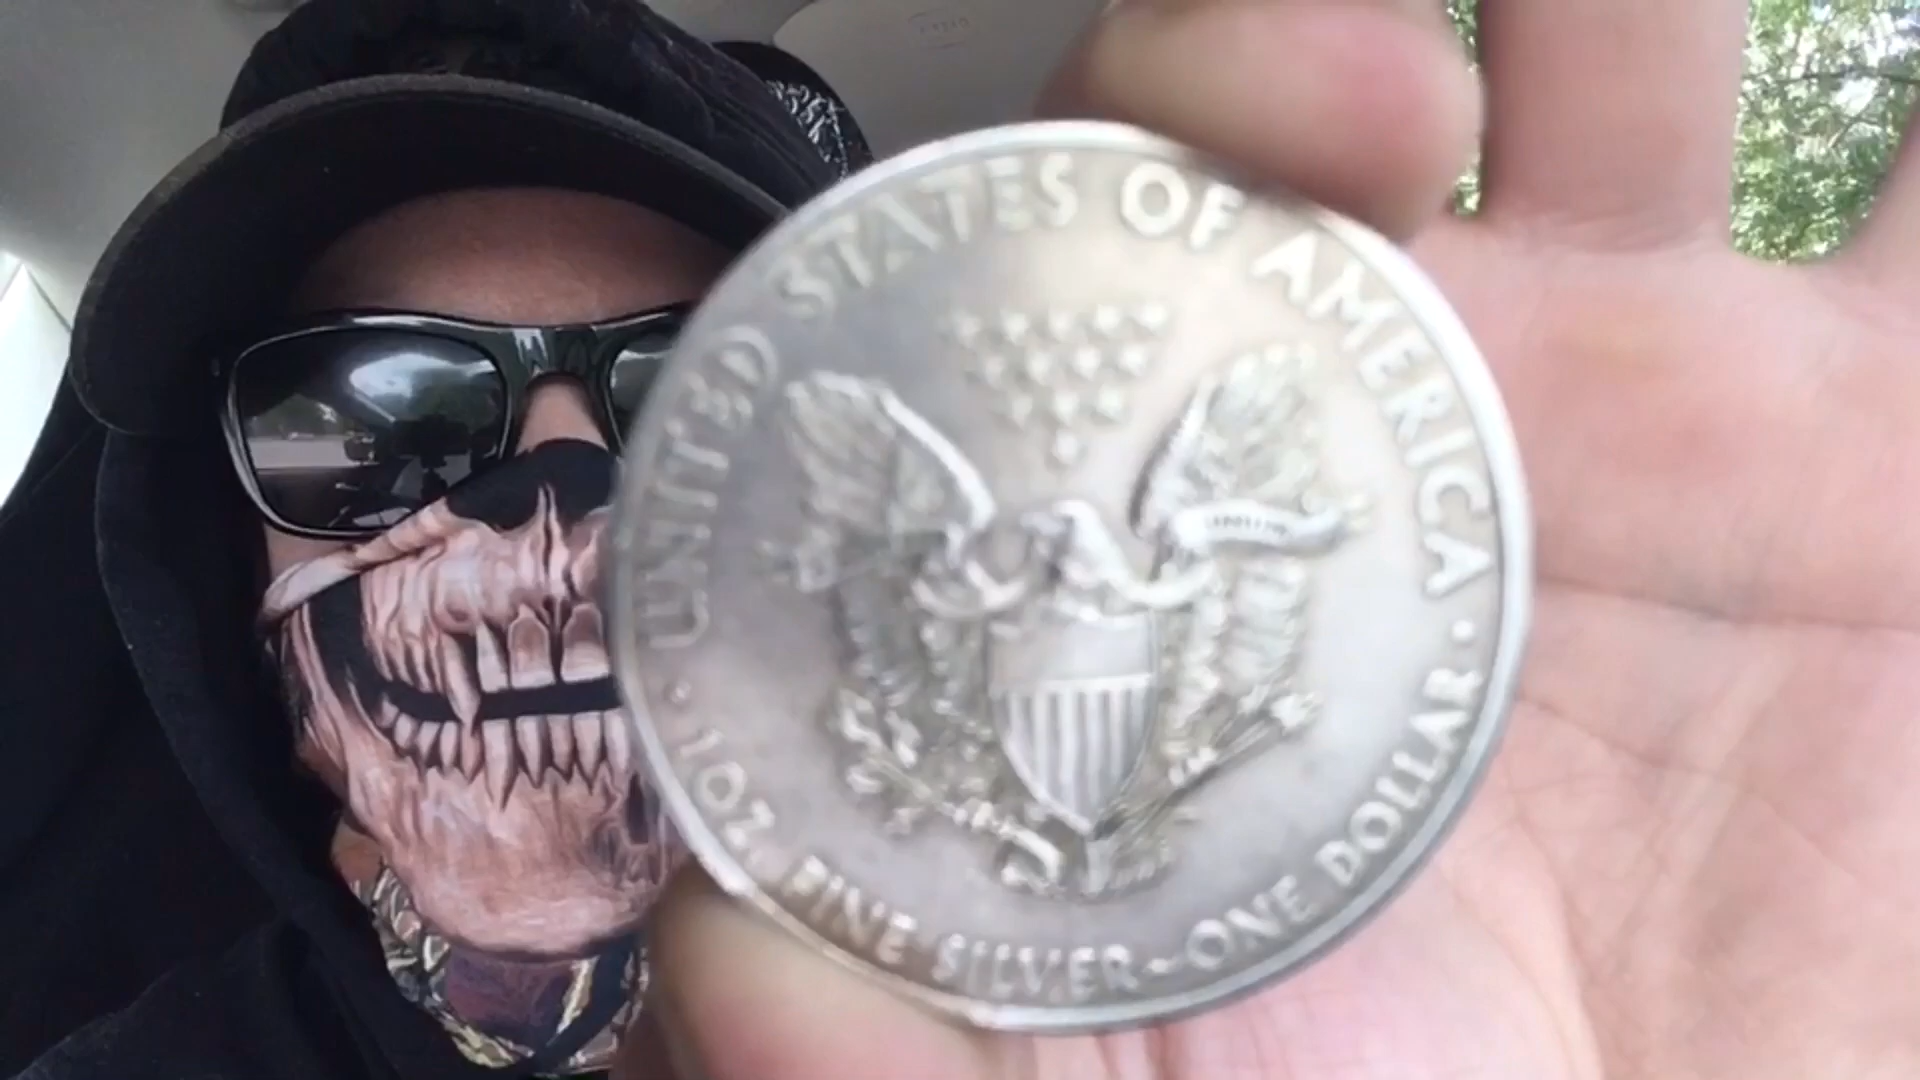 UNITED STATES OF AMERICA
1 OZ. FINE SILVER~ONE DOLLAR